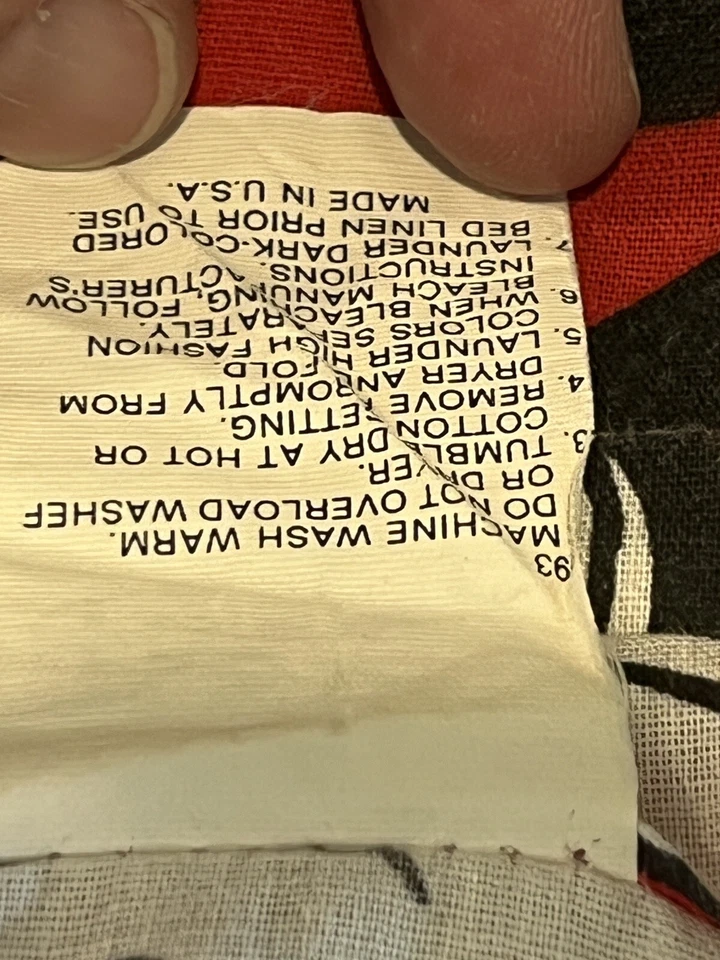 93
MACHINE WASH WARM.
DO NOT OVERLOAD WASHER
OR DRYER.
3. TUMBLE DRY AT HOT OR
COTTON SETTING.
4. REMOVE PROMPTLY FROM
DRYER AND FOLD.
5. LAUNDER HIGH FASHION
COLORS SEPARATELY.
6. WHEN BLEACHING, FOLLOW
BLEACH MANUFACTURER'S
INSTRUCTIONS.
7. LAUNDER DARK-COLORED
BED LINEN PRIOR TO USE.
MADE IN U.S.A.